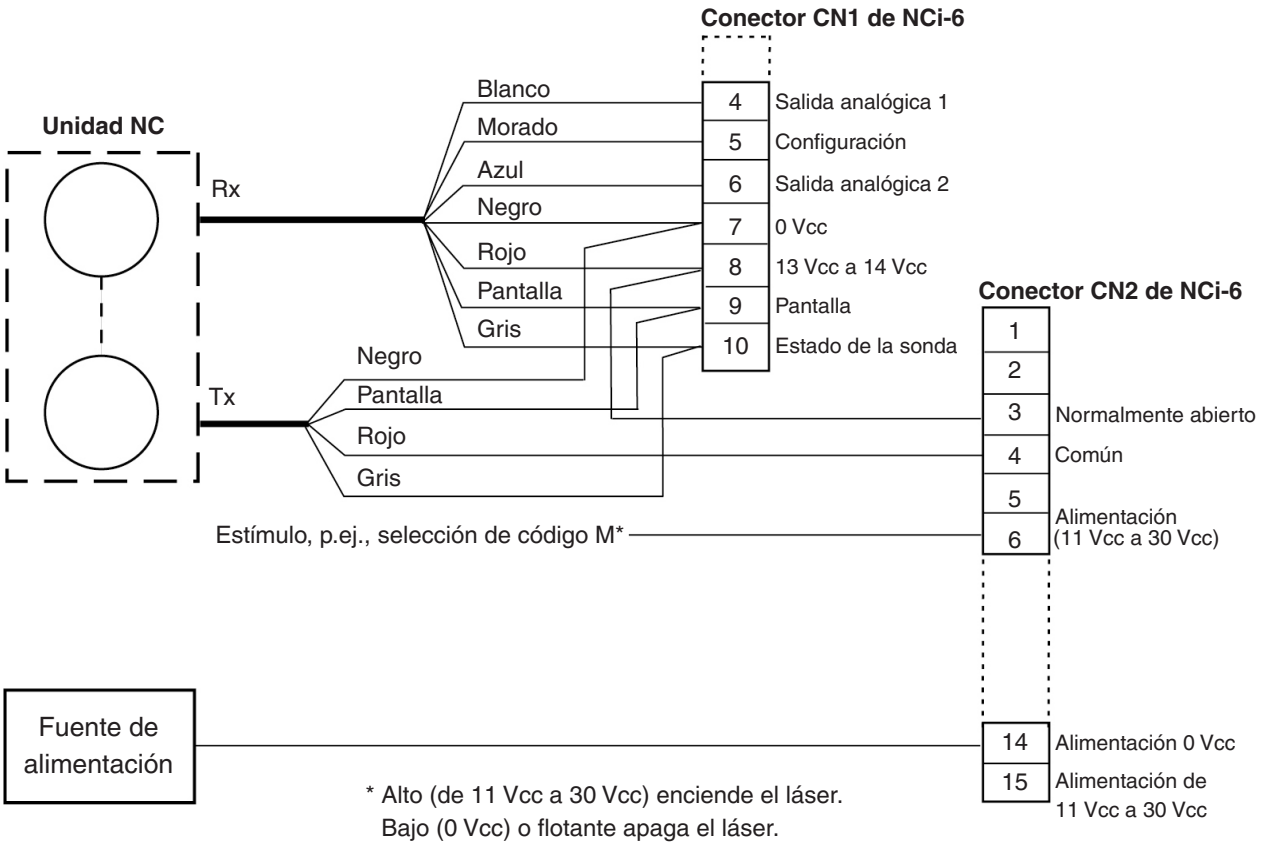 Conector CN1 de NCi-6
Unidad NC
Rx
Tx
Blanco
Morado
Azul
Negro
Rojo
Pantalla
Gris
4 Salida analógica 1
5 Configuración
6 Salida analógica 2
7 0 Vcc
8 13 Vcc a 14 Vcc
9 Pantalla
10 Estado de la sonda
Negro
Pantalla
Rojo
Gris
Conector CN2 de NCi-6
1
2
3 Normalmente abierto
4 Común
5
6 Alimentación
(11 Vcc a 30 Vcc)
Estímulo, p.ej., selección de código M*
Fuente de
alimentación
14 Alimentación 0 Vcc
15 Alimentación de
11 Vcc a 30 Vcc
* Alto (de 11 Vcc a 30 Vcc) enciende el láser.
Bajo (0 Vcc) o flotante apaga el láser.